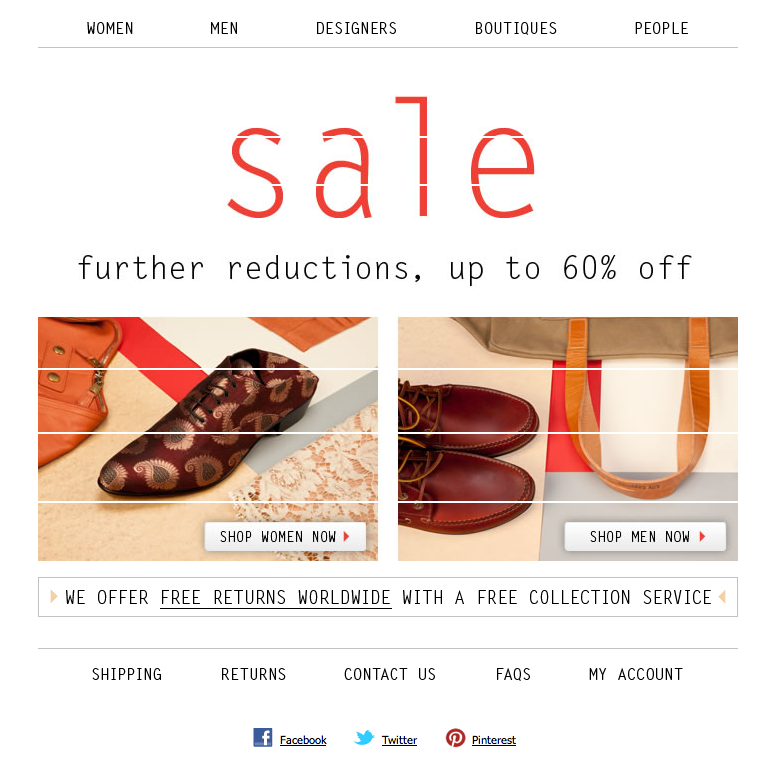 WOMEN MEN DESIGNERS BOUTIQUES PEOPLE
sale
further reductions, up to 60% off
SHOP WOMEN NOW
SHOP MEN NOW
WE OFFER FREE RETURNS WORLDWIDE WITH A FREE COLLECTION SERVICE
SHIPPING RETURNS CONTACT US FAQS MY ACCOUNT
Facebook Twitter Pinterest